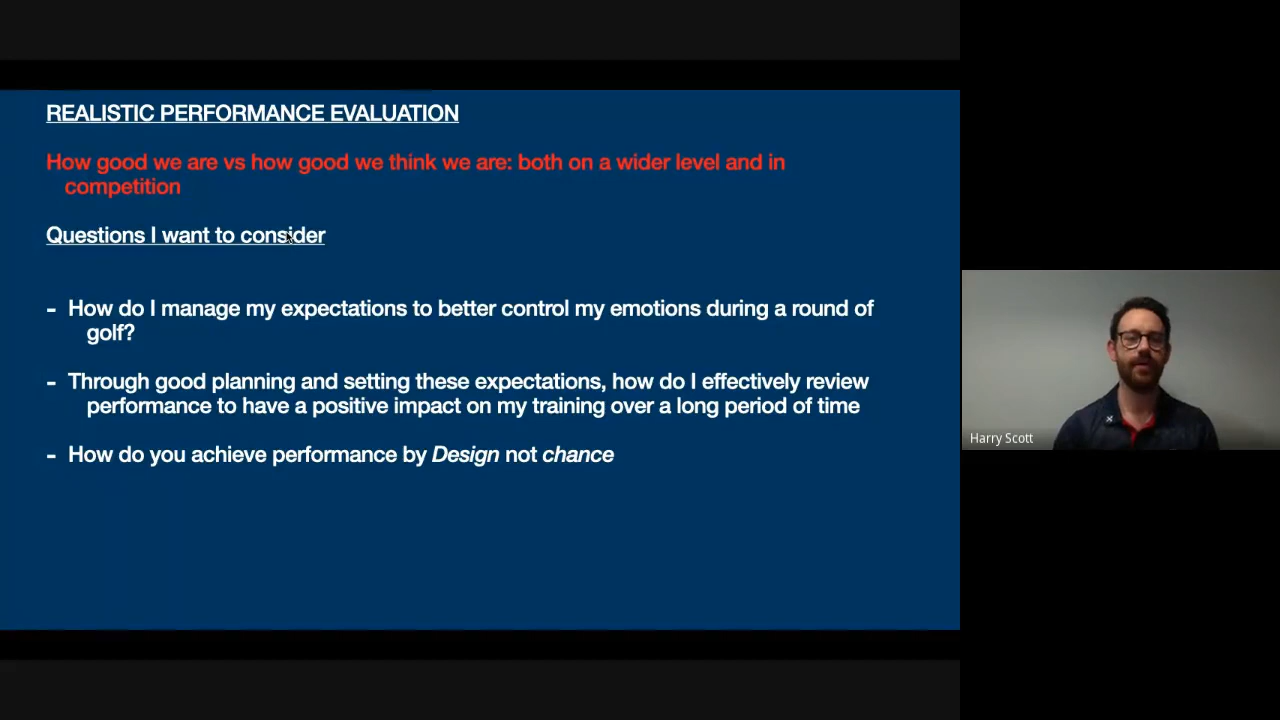 REALISTIC PERFORMANCE EVALUATION
How good we are vs how good we think we are: both on a wider level and in
competition
Questions I want to consider
- How do I manage my expectations to better control my emotions during a round of
golf?
- Through good planning and setting these expectations, how do I effectively review
performance to have a positive impact on my training over a long period of time
- How do you achieve performance by Design not chance
Harry Scott